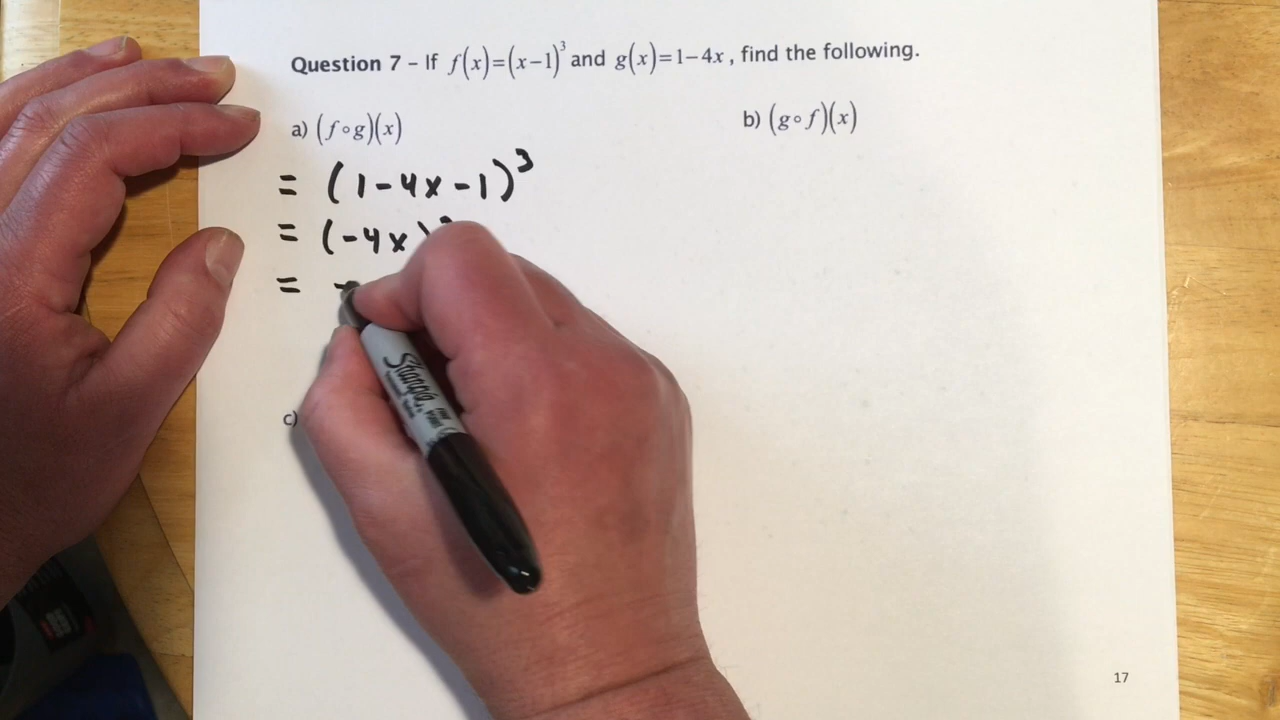 Question 7 – If f(x)=(x−1)³ and g(x)=1−4x, find the following.
a) (f∘g)(x)
b) (g∘f)(x)
= (1-4x-1)³
= (-4x)
= -
c)
Sharpie
17